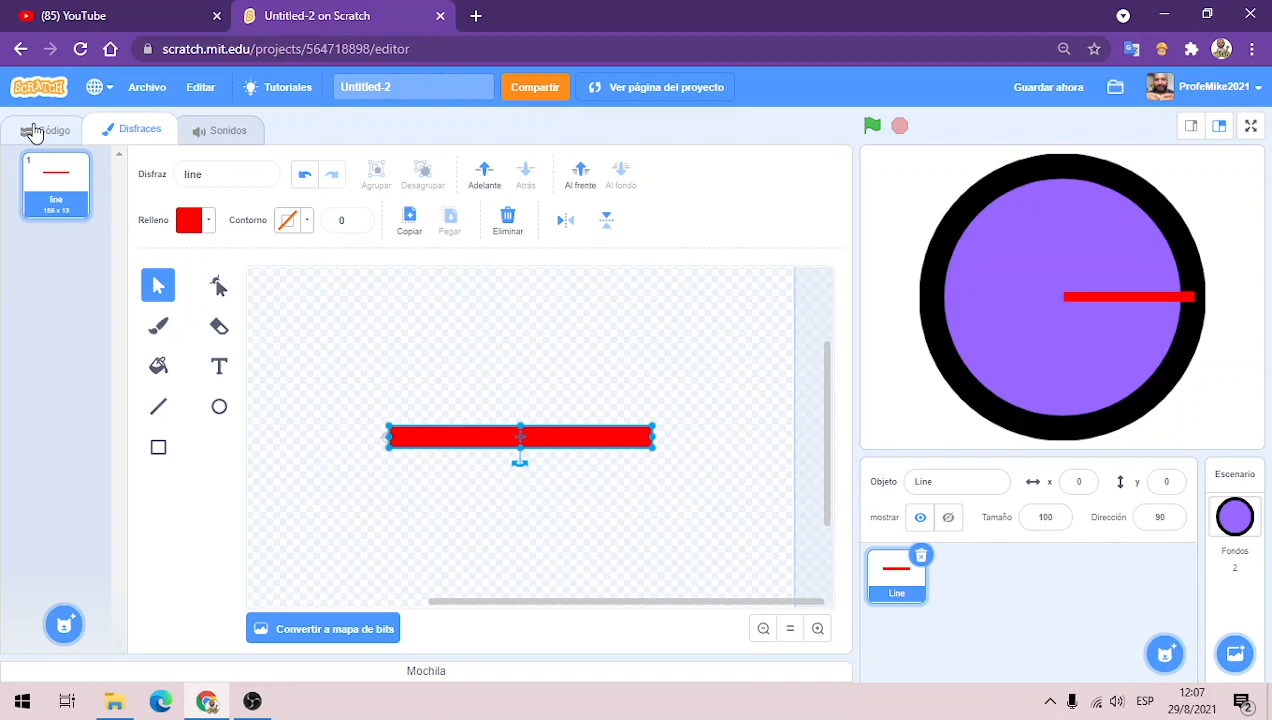 (85) YouTube
Untitled-2 on Scratch
scratch.mit.edu/projects/564718898/editor
SCRATCH
Archivo
Editar
Tutoriales
Untitled-2
Compartir
Ver página del proyecto
Guardar ahora
ProfeMike2021
Disfraces
Sonidos
1
line
156 x 13
Disfraz
line
Agrupar
Desagrupar
Adelante
Atrás
Al frente
Al fondo
Relleno
Contorno
0
Copiar
Pegar
Eliminar
T
Convertir a mapa de bits
Mochila
Objeto
Line
x
0
y
0
mostrar
Tamaño
100
Dirección
90
Line
Escenario
Fondos
2
ESP
12:07
29/8/2021
2